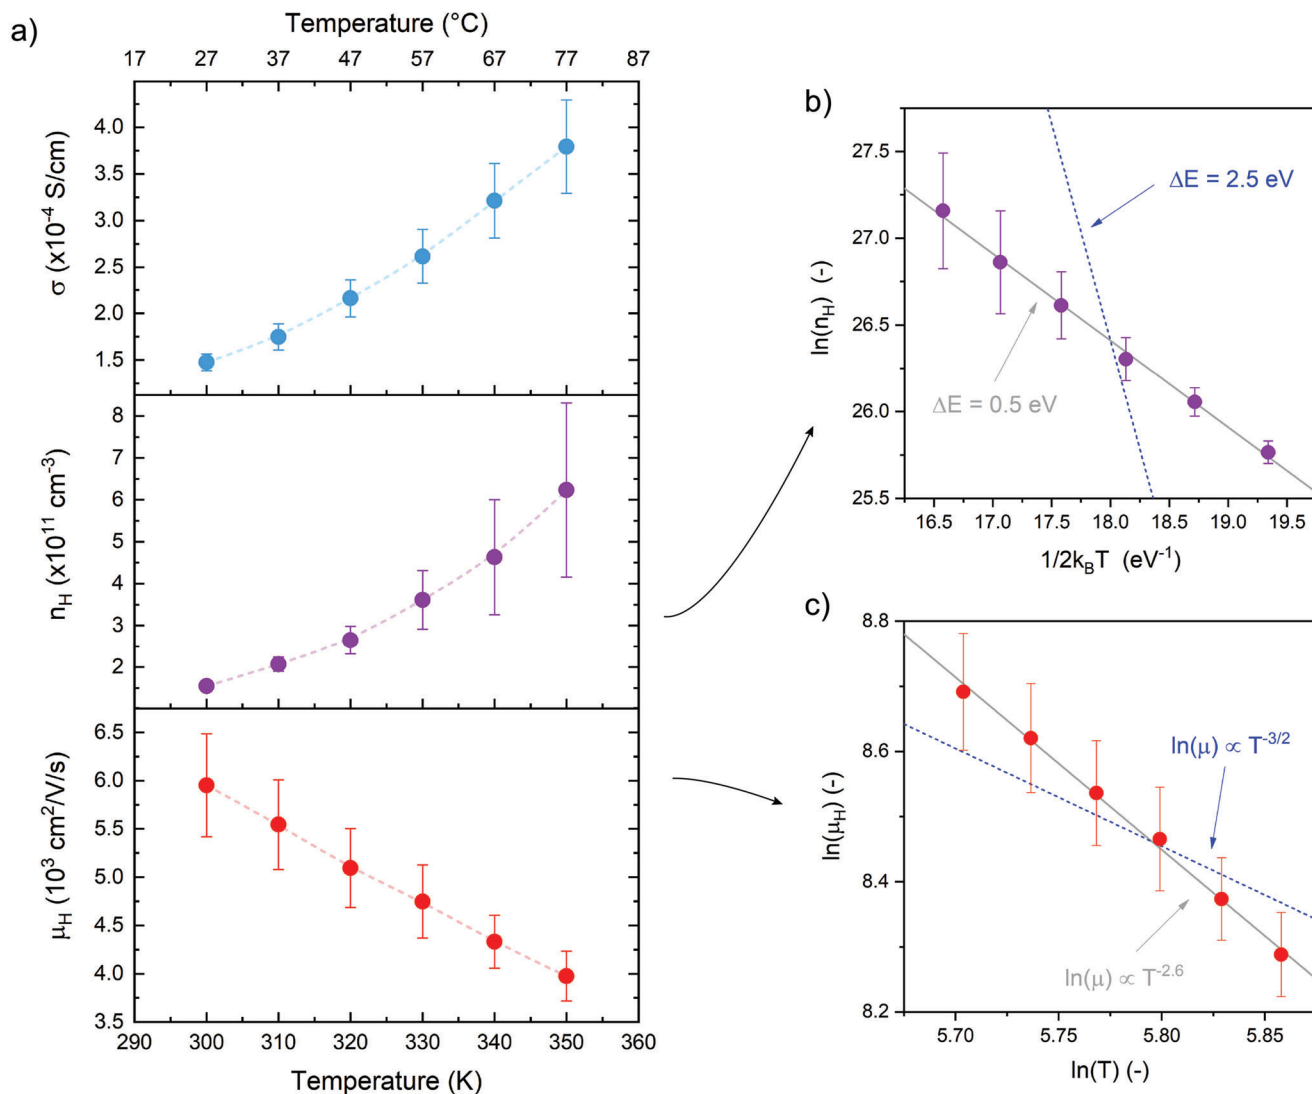 a)
Temperature (°C)
17 27 37 47 57 67 77 87
σ (x10⁻⁴ S/cm)
4.0
3.5
3.0
2.5
2.0
1.5
n_H (x10¹¹ cm⁻³)
8
7
6
5
4
3
2
μ_H (10³ cm²/V/s)
6.5
6.0
5.5
5.0
4.5
4.0
3.5
290 300 310 320 330 340 350 360
Temperature (K)
b)
ln(n_H) (-)
27.5
27.0
26.5
26.0
25.5
ΔE = 2.5 eV
ΔE = 0.5 eV
16.5 17.0 17.5 18.0 18.5 19.0 19.5
1/2k_BT (eV⁻¹)
c)
ln(μ_H) (-)
8.8
8.6
8.4
8.2
ln(μ) ∝ T⁻³/²
ln(μ) ∝ T⁻²·⁶
5.70 5.75 5.80 5.85
ln(T) (-)